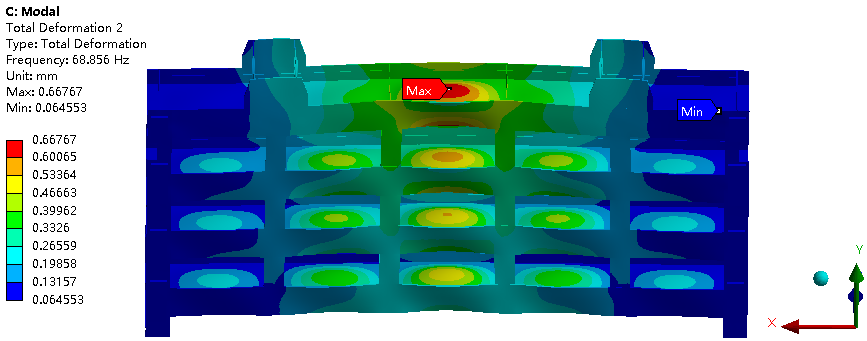 C: Modal
Total Deformation 2
Type: Total Deformation
Frequency: 68.856 Hz
Unit: mm
Max: 0.66767
Min: 0.064553
0.66767
0.60065
0.53364
0.46663
0.39962
0.3326
0.26559
0.19858
0.13157
0.064553
Max
Min
Y
X